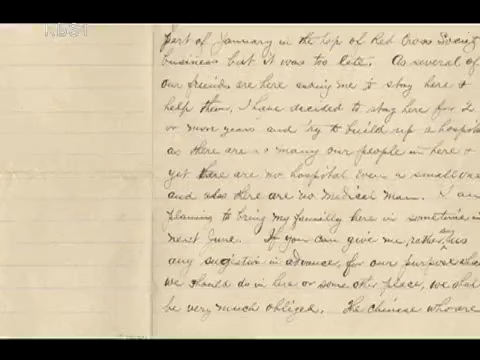 KBS1
part of January in the hop of Red Cross Society
business but it was too late. As several of
our friends are here asking me to stay here &
help them, I have decided to stay here for 2
or more years and try to build up a hospital
as there are so many our people in here &
yet there are no hospital even a small one
and also there are no medical man. I am
planing to bring my familly here in sometime in
next June. If you can give me, rather, us
any sugestion in advance, for our purpose what
we should do in here or some other place, we shall
be very much obliged. The Chinese who are